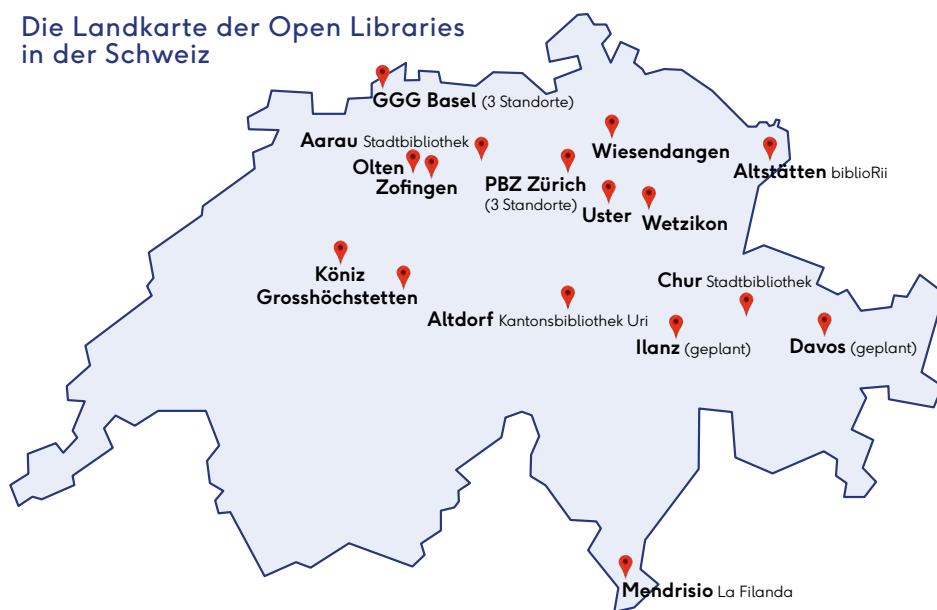 Die Landkarte der Open Libraries
in der Schweiz
GGG Basel (3 Standorte)
Aarau Stadtbibliothek
Olten
Zofingen
PBZ Zürich
(3 Standorte)
Wiesendangen
Altstätten biblioRii
Uster
Wetzikon
Köniz
Grosshöchstetten
Chur Stadtbibliothek
Altdorf Kantonsbibliothek Uri
Ilanz (geplant)
Davos (geplant)
Mendrisio La Filanda